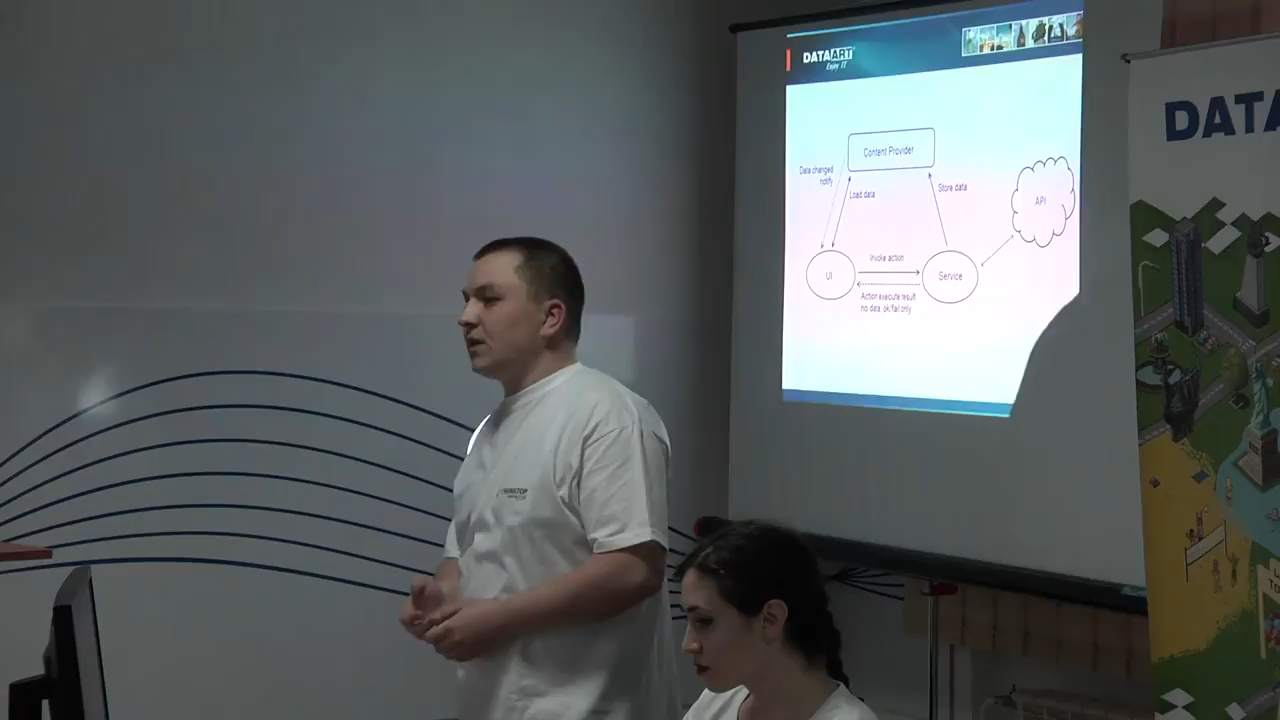 DATAART
Enjoy IT
DATA
Content Provider
Data changed
notify
Load data
Store data
API
Invoke action
UI
Service
Action execute result
no data ok/fail only
NONSTOP